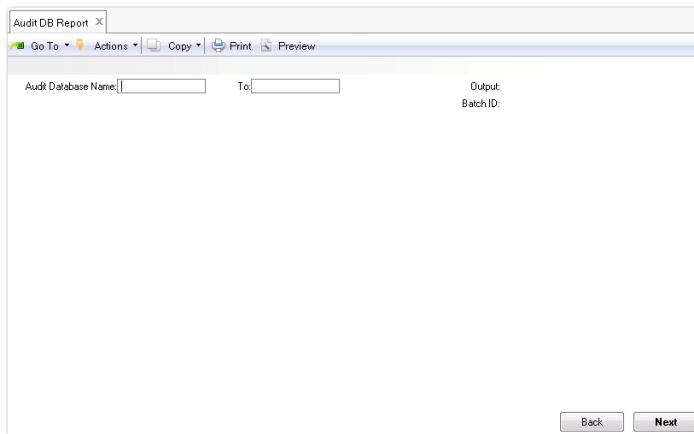 Audit DB Report X
Go To Actions Copy Print Preview
Audit Database Name: To: Output:
Batch ID:
Back Next